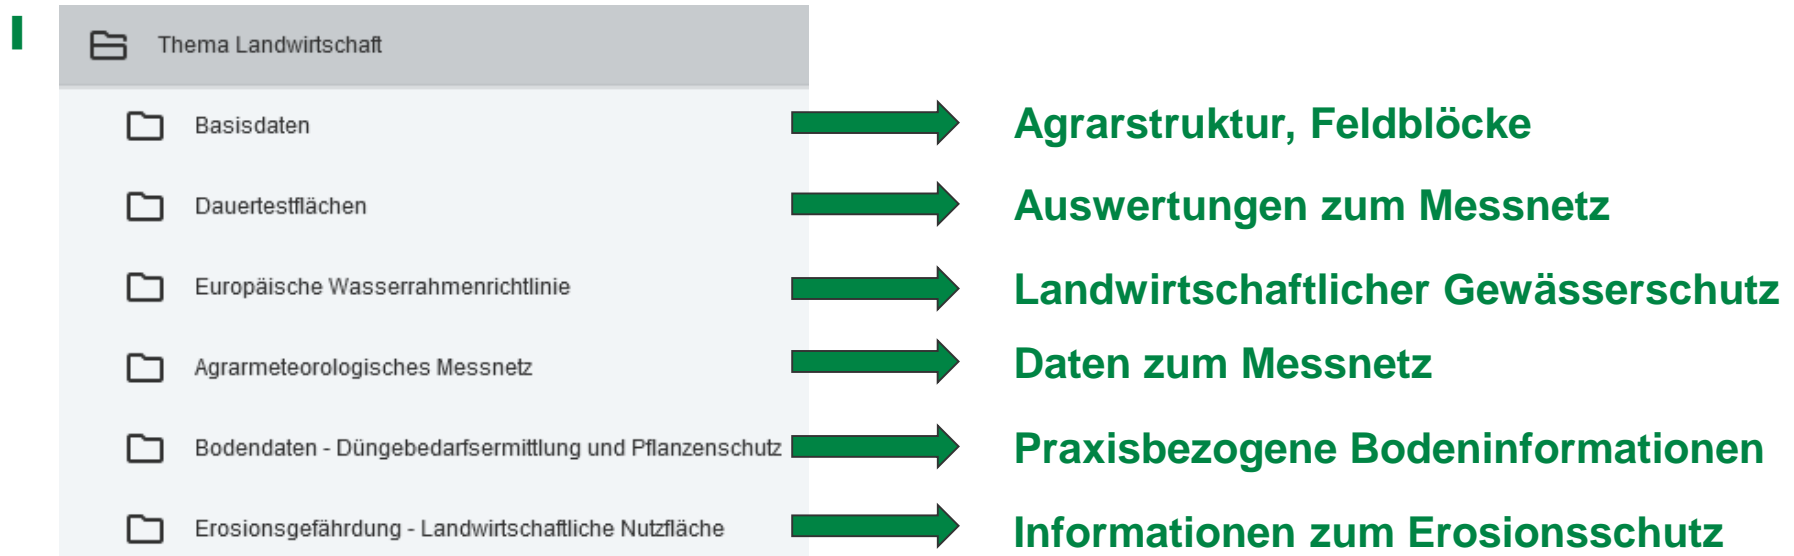 Thema Landwirtschaft
Basisdaten
Agrarstruktur, Feldblöcke
Dauertestflächen
Auswertungen zum Messnetz
Europäische Wasserrahmenrichtlinie
Landwirtschaftlicher Gewässerschutz
Agrarmeteorologisches Messnetz
Daten zum Messnetz
Bodendaten - Düngebedarfsermittlung und Pflanzenschutz
Praxisbezogene Bodeninformationen
Erosionsgefährdung - Landwirtschaftliche Nutzfläche
Informationen zum Erosionsschutz